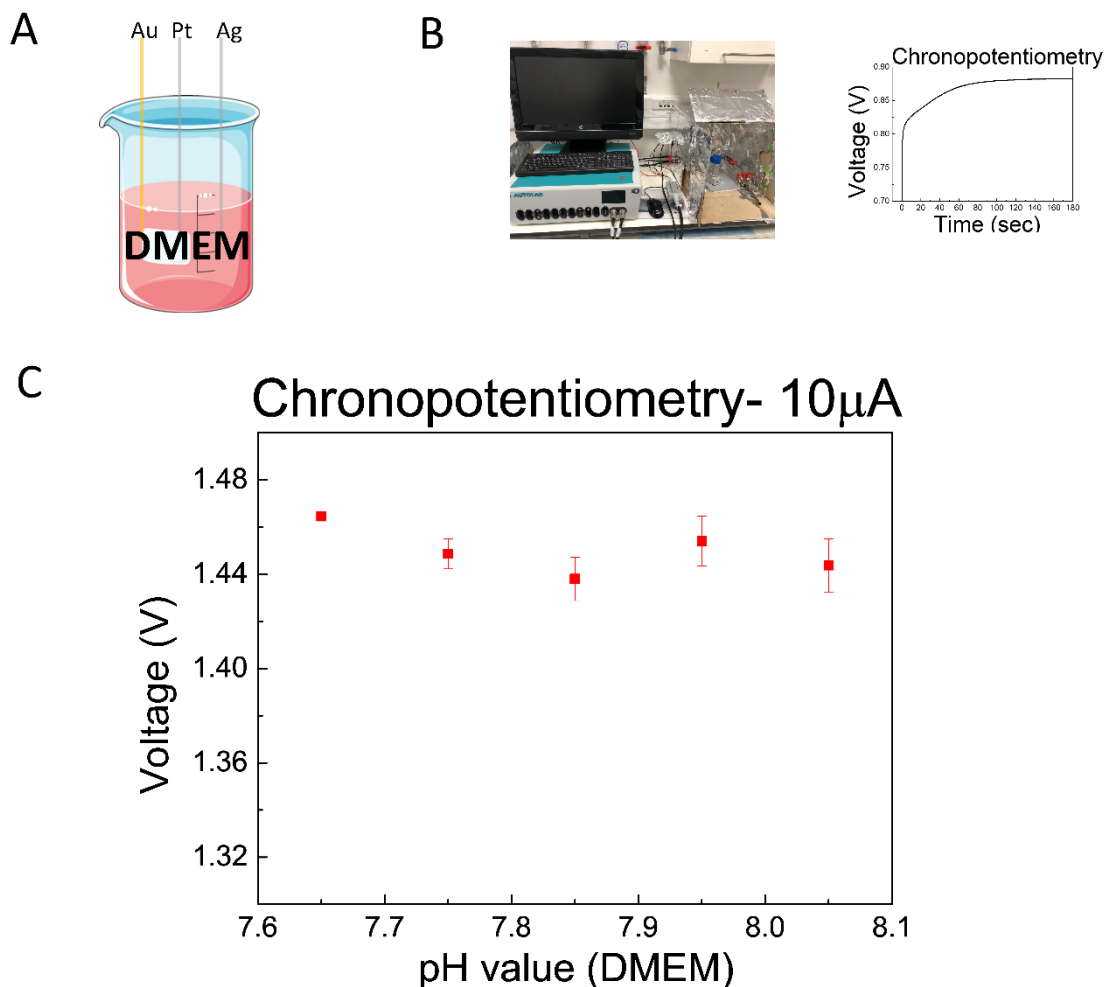 A
Au Pt Ag
DMEM
B
AUTOLAB
Chronopotentiometry
0.90
0.85
0.80
0.70
Voltage (V)
0 20 40 60 80 100 120 140 160 180
Time (sec)
C
Chronopotentiometry- 10μA
1.48
1.44
1.40
1.36
1.32
Voltage (V)
7.6 7.7 7.8 7.9 8.0 8.1
pH value (DMEM)